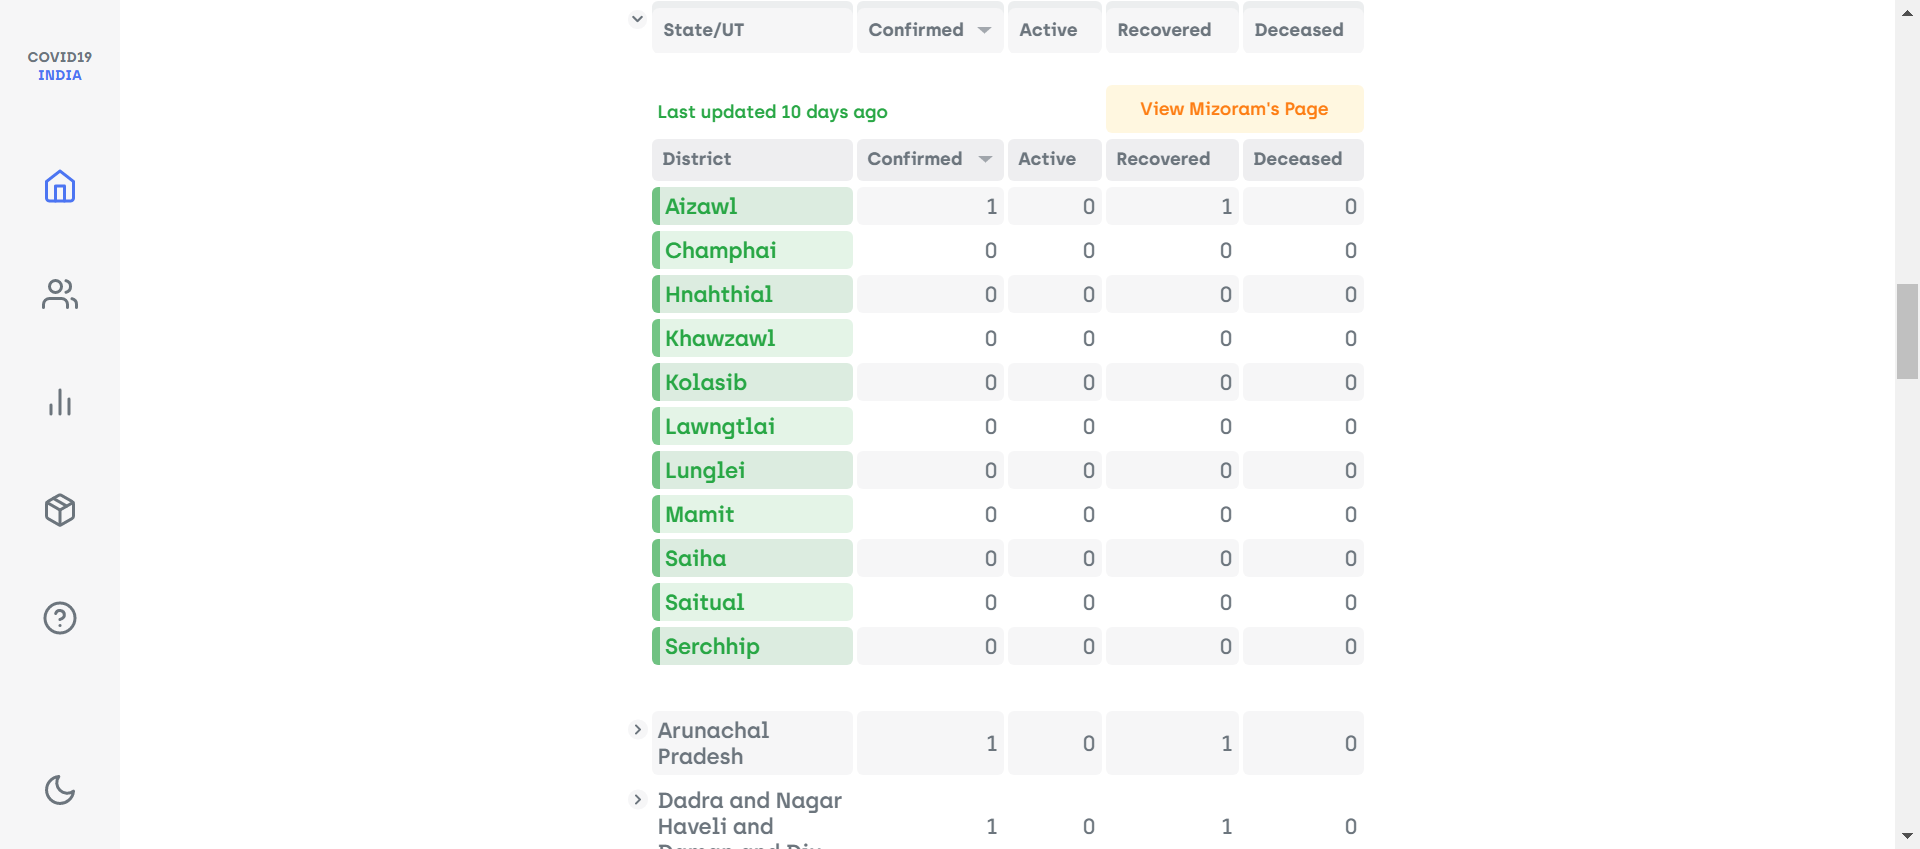 COVID19
INDIA
State/UT Confirmed Active Recovered Deceased
Last updated 10 days ago View Mizoram's Page
District Confirmed Active Recovered Deceased
Aizawl 1 0 1 0
Champhai 0 0 0 0
Hnahthial 0 0 0 0
Khawzawl 0 0 0 0
Kolasib 0 0 0 0
Lawngtlai 0 0 0 0
Lunglei 0 0 0 0
Mamit 0 0 0 0
Saiha 0 0 0 0
Saitual 0 0 0 0
Serchhip 0 0 0 0
Arunachal
Pradesh 1 0 1 0
Dadra and Nagar
Haveli and 1 0 1 0
Daman and Diu